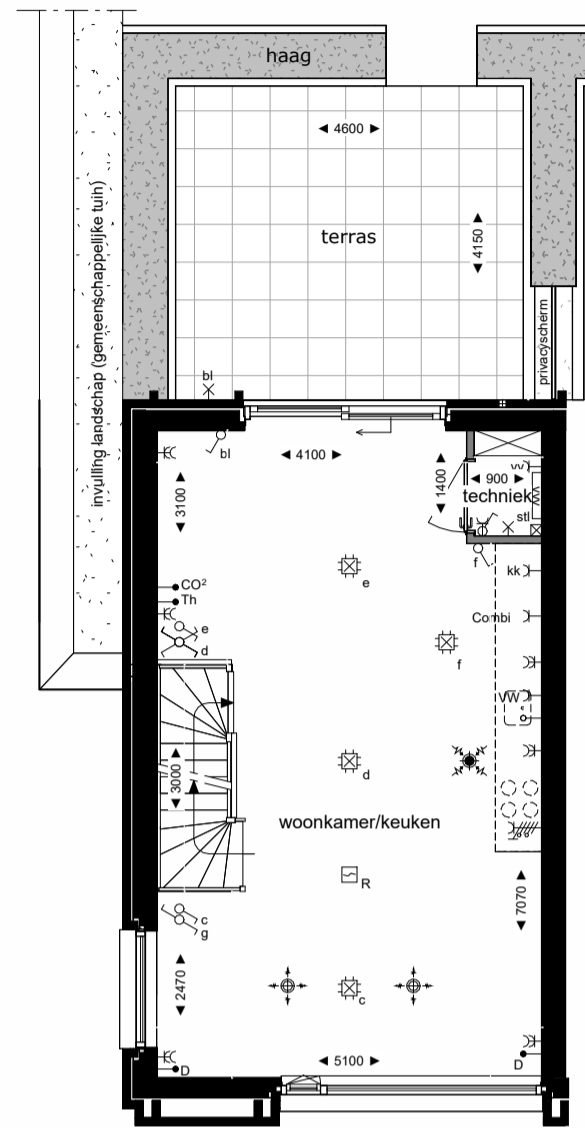 haag
4600
terras
4150
invulling landschap (gemeenschappelijke tuih)
privacyscherm
bl
bl
4100
3100
1400
900
techniek
stl
f
kk
CO²
Th
e
Combi
e
d
f
VW
3000
d
woonkamer/keuken
R
7070
c
g
2470
c
5100
D
D